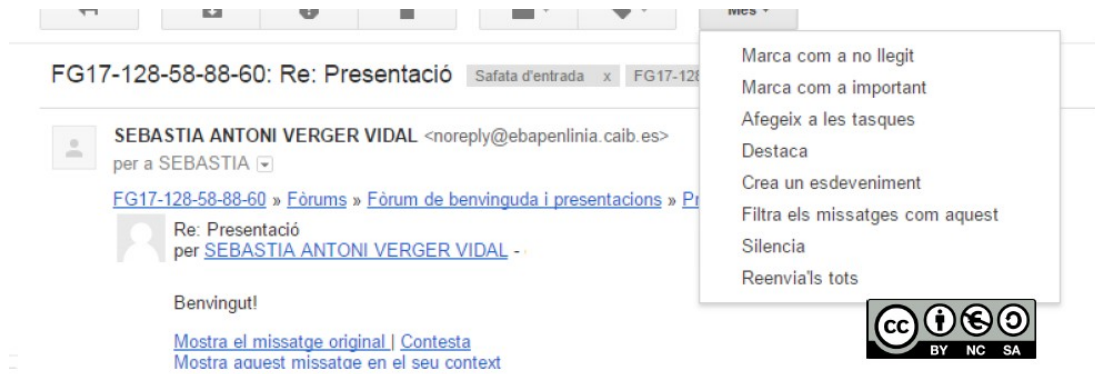 Més
FG17-128-58-88-60: Re: Presentació Safata d'entrada x FG17-128
SEBASTIA ANTONI VERGER VIDAL <noreply@ebapenlinia.caib.es>
per a SEBASTIA
FG17-128-58-88-60 » Fòrums » Fòrum de benvinguda i presentacions » Pr
Re: Presentació
per SEBASTIA ANTONI VERGER VIDAL -
Benvingut!
Mostra el missatge original | Contesta
Mostra aquest missatge en el seu context
Marca com a no llegit
Marca com a important
Afegeix a les tasques
Destaca
Crea un esdeveniment
Filtra els missatges com aquest
Silencia
Reenvia'ls tots
cc
BY NC SA